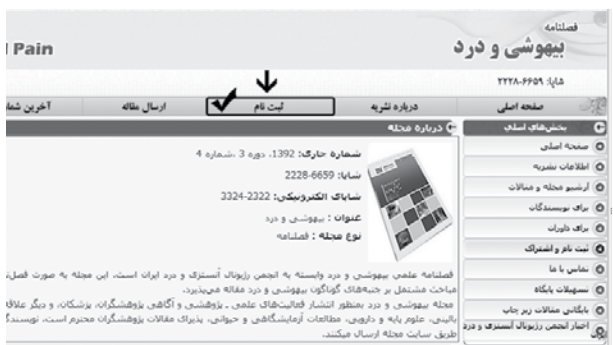 فصلنامه
بیهوشی و درد
l Pain
شاپا: ۶۶۵۹-۲۲۲۸
صفحه اصلی
درباره نشریه
ثبت نام
ارسال مقاله
آخرین شما
بخش‌های اصلی
صفحه اصلی
اطلاعات نشریه
آرشیو مجله و مقالات
برای نویسندگان
برای داوران
ثبت نام و اشتراک
تماس با ما
تسهیلات پایگاه
بایگانی مقالات زیر چاپ
اخبار انجمن رژیونال آنستزی و درد
درباره مجله
شماره جاری: 1392، دوره 3 ،شماره 4
شاپا: 2228-6659
شاپای الکترونیکی: 2322-3324
عنوان : بیهوشی و درد
نوع مجله : فصلنامه
فصلنامه علمی بیهوشی و درد وابسته به انجمن رژیونال آنستزی و درد ایران است، این مجله به صورت فصلن
مباحث مشتمل بر جنبه‌های گوناگون بیهوشی و درد مقاله می‌پذیرد.
مجله بیهوشی و درد بمنظور انتشار فعالیت‌های علمی ـ پژوهشی و آگاهی پژوهشگران، پزشکان، و دیگر علاقه
بالینی، علوم پایه و دارویی، مطالعات آزمایشگاهی و حیوانی، پذیرای مقالات پژوهشگران محترم است، نویسندگ
طریق سایت مجله ارسال میکنند.